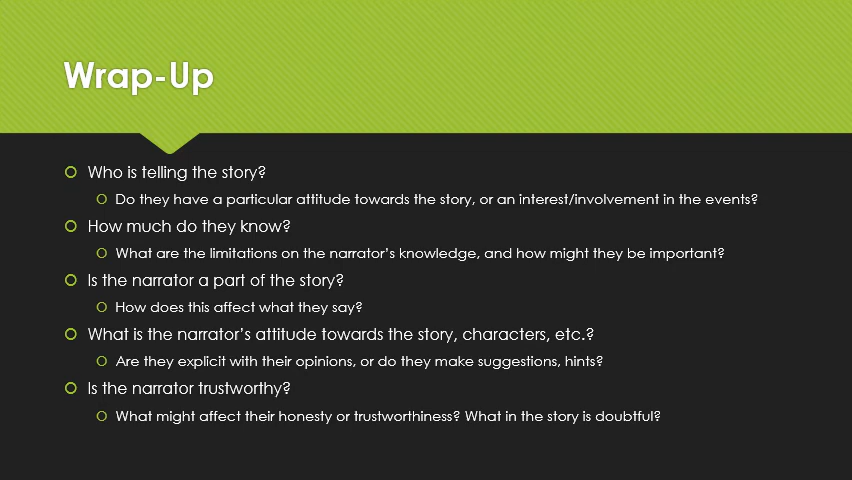 Wrap-Up
Who is telling the story?
Do they have a particular attitude towards the story, or an interest/involvement in the events?
How much do they know?
What are the limitations on the narrator's knowledge, and how might they be important?
Is the narrator a part of the story?
How does this affect what they say?
What is the narrator's attitude towards the story, characters, etc.?
Are they explicit with their opinions, or do they make suggestions, hints?
Is the narrator trustworthy?
What might affect their honesty or trustworthiness? What in the story is doubtful?